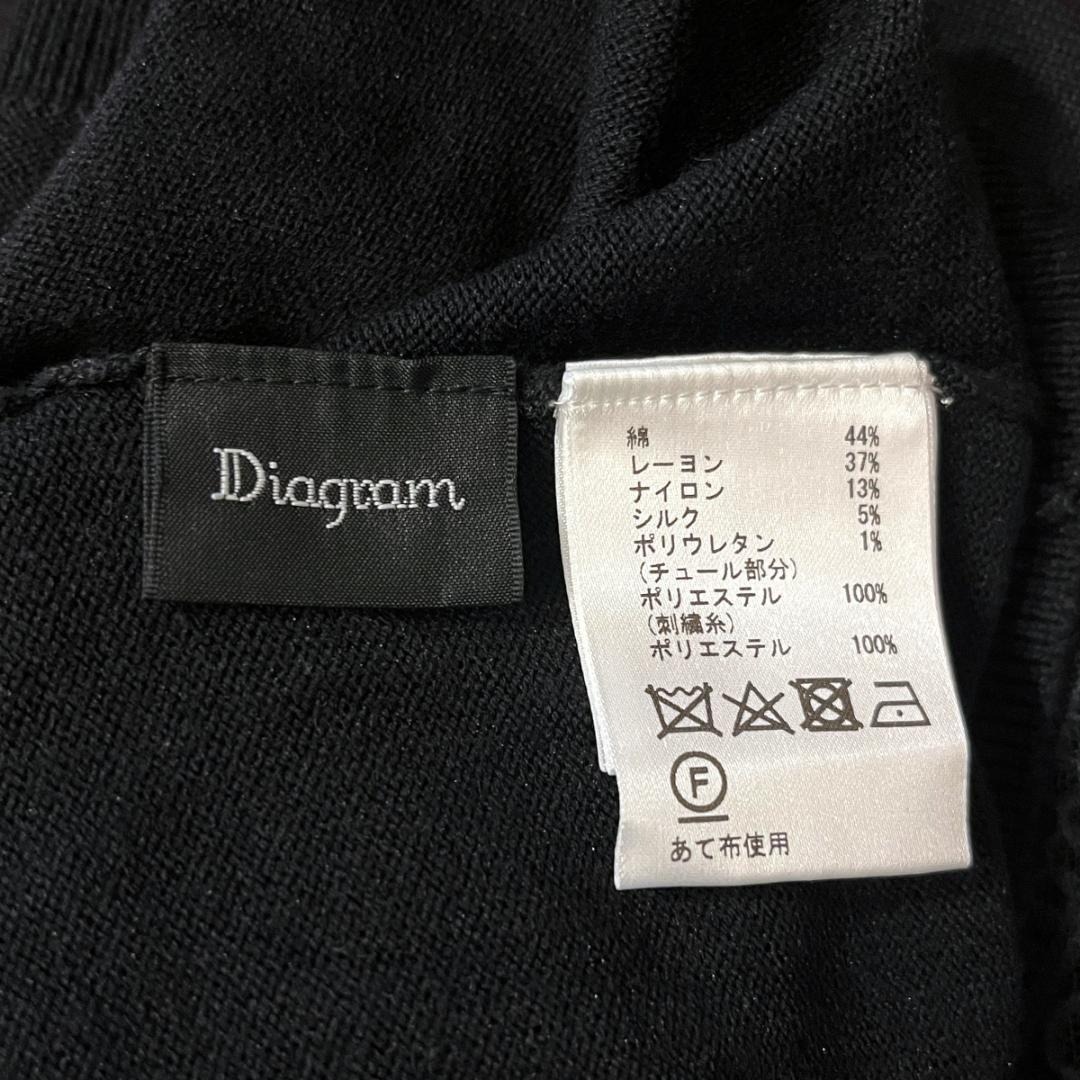 Diagram
綿 44%
レーヨン 37%
ナイロン 13%
シルク 5%
ポリウレタン 1%
(チュール部分)
ポリエステル 100%
(刺繍糸)
ポリエステル 100%
F
あて布使用